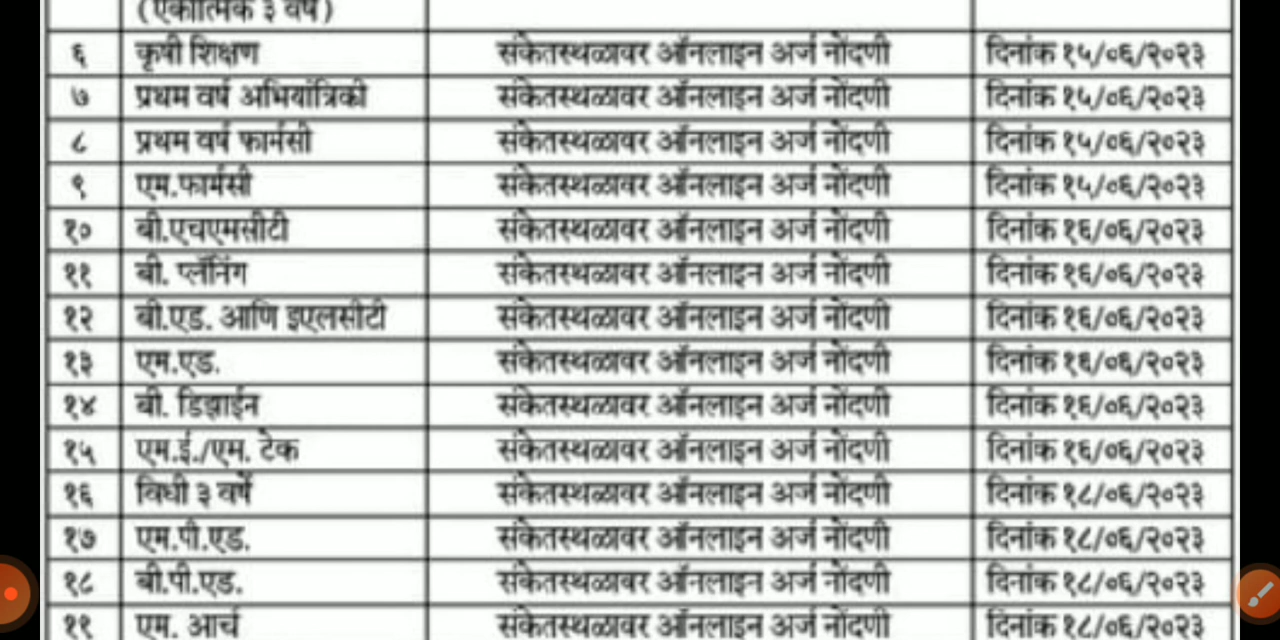 (एकात्मिक ३ वर्ष)
६ कृषी शिक्षण संकेतस्थळावर ऑनलाइन अर्ज नोंदणी दिनांक १५/०६/२०२३
७ प्रथम वर्ष अभियांत्रिकी संकेतस्थळावर ऑनलाइन अर्ज नोंदणी दिनांक १५/०६/२०२३
८ प्रथम वर्ष फार्मसी संकेतस्थळावर ऑनलाइन अर्ज नोंदणी दिनांक १५/०६/२०२३
९ एम.फार्मसी संकेतस्थळावर ऑनलाइन अर्ज नोंदणी दिनांक १५/०६/२०२३
१० बी.एचएमसीटी संकेतस्थळावर ऑनलाइन अर्ज नोंदणी दिनांक १६/०६/२०२३
११ बी. प्लॅनिंग संकेतस्थळावर ऑनलाइन अर्ज नोंदणी दिनांक १६/०६/२०२३
१२ बी.एड. आणि इएलसीटी संकेतस्थळावर ऑनलाइन अर्ज नोंदणी दिनांक १६/०६/२०२३
१३ एम.एड. संकेतस्थळावर ऑनलाइन अर्ज नोंदणी दिनांक १६/०६/२०२३
१४ बी. डिझाईन संकेतस्थळावर ऑनलाइन अर्ज नोंदणी दिनांक १६/०६/२०२३
१५ एम.ई./एम. टेक संकेतस्थळावर ऑनलाइन अर्ज नोंदणी दिनांक १६/०६/२०२३
१६ विधी ३ वर्षे संकेतस्थळावर ऑनलाइन अर्ज नोंदणी दिनांक १८/०६/२०२३
१७ एम.पी.एड. संकेतस्थळावर ऑनलाइन अर्ज नोंदणी दिनांक १८/०६/२०२३
१८ बी.पी.एड. संकेतस्थळावर ऑनलाइन अर्ज नोंदणी दिनांक १८/०६/२०२३
१९ एम. आर्च संकेतस्थळावर ऑनलाइन अर्ज नोंदणी दिनांक १८/०६/२०२३